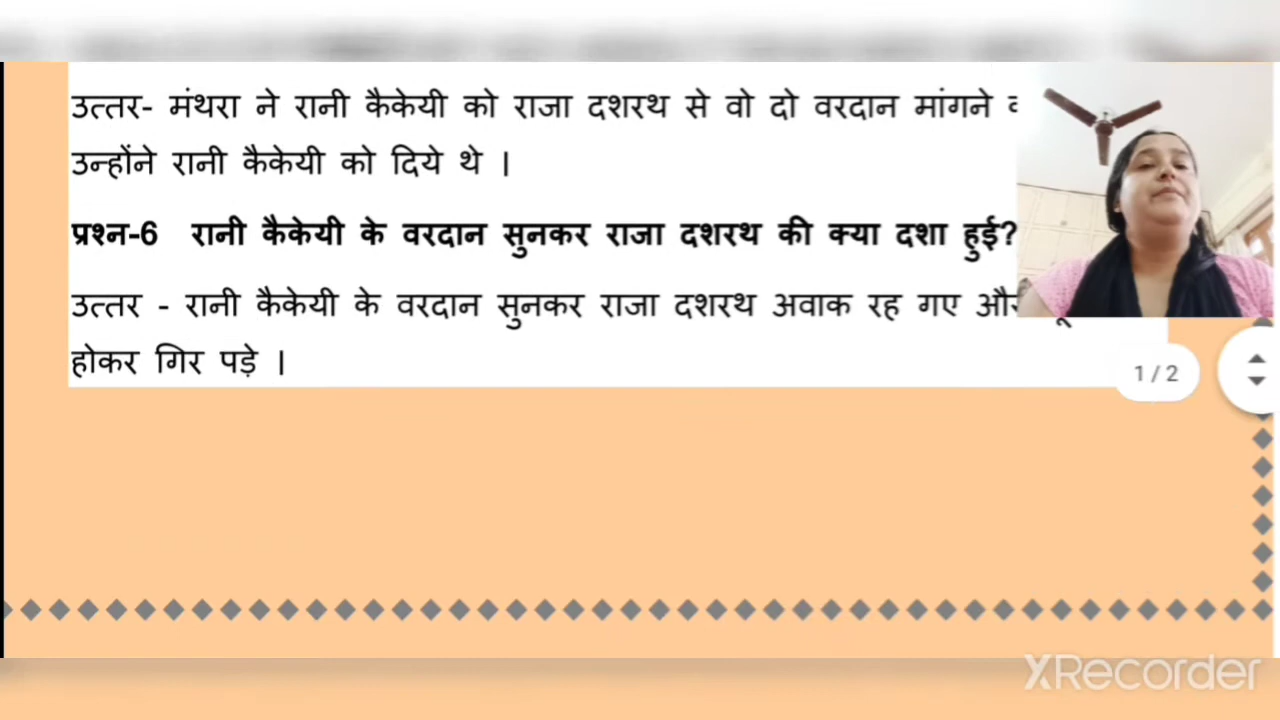 उत्तर- मंथरा ने रानी कैकेयी को राजा दशरथ से वो दो वरदान मांगने
उन्होंने रानी कैकेयी को दिये थे ।
प्रश्न-6 रानी कैकेयी के वरदान सुनकर राजा दशरथ की क्या दशा हुई?
उत्तर - रानी कैकेयी के वरदान सुनकर राजा दशरथ अवाक रह गए
होकर गिर पड़े ।
1 / 2
XRecorder